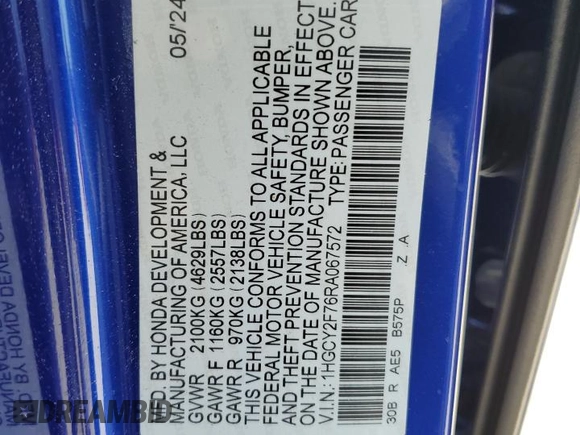 MFD. BY HONDA DEVELOPMENT & 05/24
MANUFACTURING OF AMERICA, LLC
GVWR 2100KG (4629LBS)
GAWR F 1160KG (2557LBS)
GAWR R 970KG (2138LBS)
THIS VEHICLE CONFORMS TO ALL APPLICABLE
FEDERAL MOTOR VEHICLE SAFETY, BUMPER,
AND THEFT PREVENTION STANDARDS IN EFFECT
ON THE DATE OF MANUFACTURE SHOWN ABOVE.
V.I.N.: 1HGCY2F76RA067572 TYPE: PASSENGER CAR
30B R AE5 B575P Z A
DREAMBID